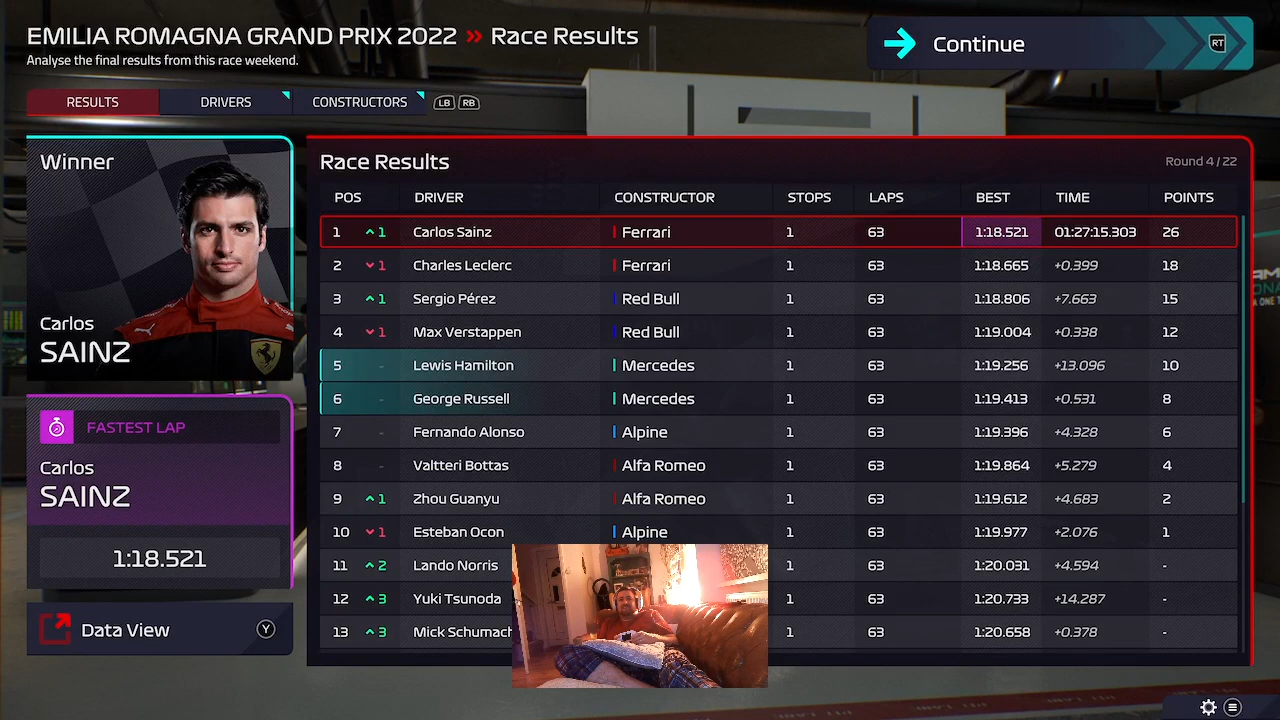 EMILIA ROMAGNA GRAND PRIX 2022 » Race Results
Analyse the final results from this race weekend.
Continue RT
RESULTS DRIVERS CONSTRUCTORS LB RB
Winner
Carlos
SAINZ
FASTEST LAP
Carlos
SAINZ
1:18.521
Data View Y
Race Results Round 4 / 22
POS DRIVER CONSTRUCTOR STOPS LAPS BEST TIME POINTS
1 1 Carlos Sainz Ferrari 1 63 1:18.521 01:27:15.303 26
2 1 Charles Leclerc Ferrari 1 63 1:18.665 +0.399 18
3 1 Sergio Pérez Red Bull 1 63 1:18.806 +7.663 15
4 1 Max Verstappen Red Bull 1 63 1:19.004 +0.338 12
5 - Lewis Hamilton Mercedes 1 63 1:19.256 +13.096 10
6 - George Russell Mercedes 1 63 1:19.413 +0.531 8
7 - Fernando Alonso Alpine 1 63 1:19.396 +4.328 6
8 - Valtteri Bottas Alfa Romeo 1 63 1:19.864 +5.279 4
9 1 Zhou Guanyu Alfa Romeo 1 63 1:19.612 +4.683 2
10 1 Esteban Ocon Alpine 1 63 1:19.977 +2.076 1
11 2 Lando Norris 1 63 1:20.031 +4.594 -
12 3 Yuki Tsunoda 1 63 1:20.733 +14.287 -
13 3 Mick Schumach 1 63 1:20.658 +0.378 -